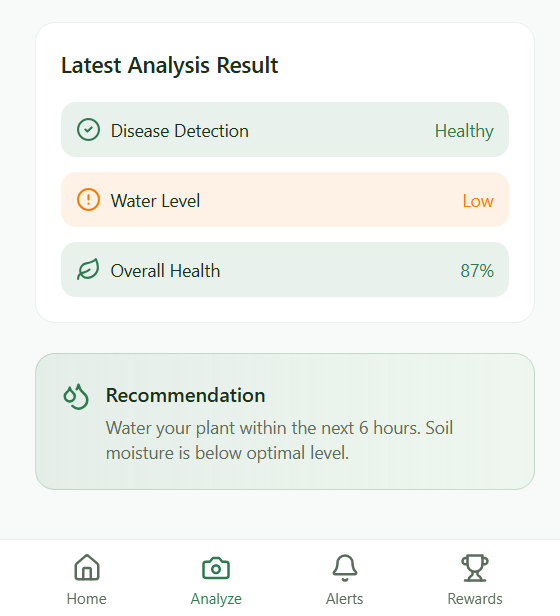 Latest Analysis Result
Disease Detection Healthy
Water Level Low
Overall Health 87%
Recommendation
Water your plant within the next 6 hours. Soil
moisture is below optimal level.
Home Analyze Alerts Rewards